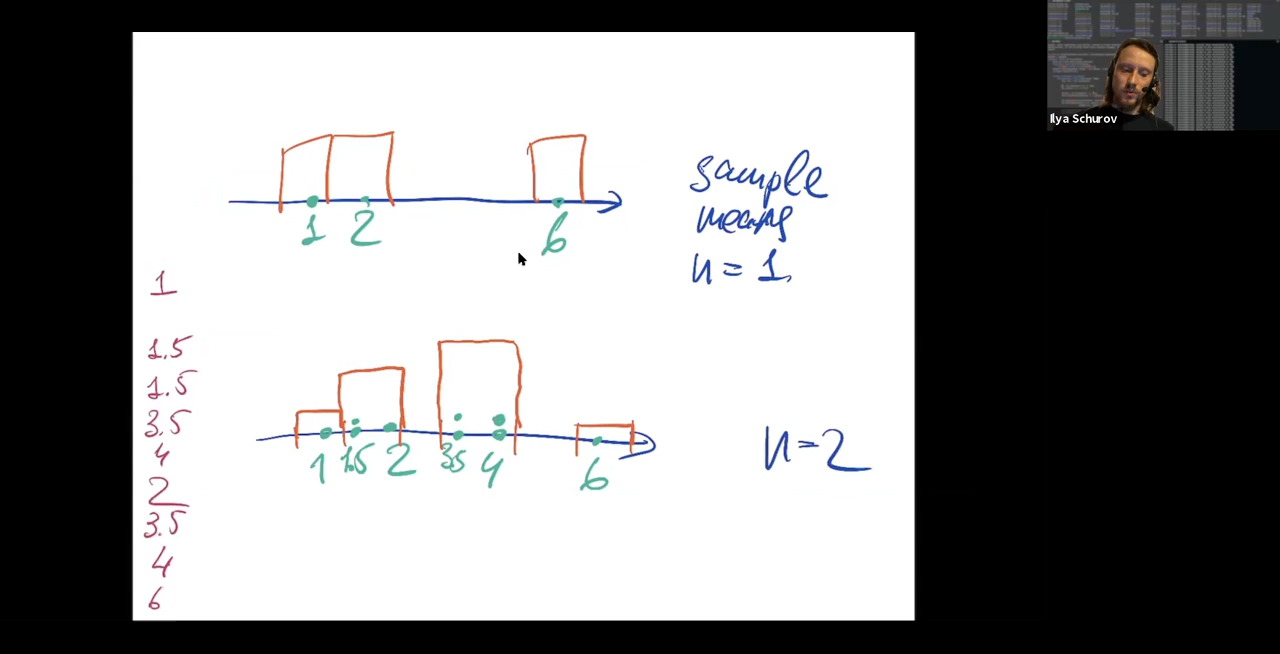 Ilya Schurov
sample
means
n = 1.
1 2 6
1
1.5
1.5
3.5
4
2
3.5
4
6
1 1.5 2 3.5 4 6
n=2